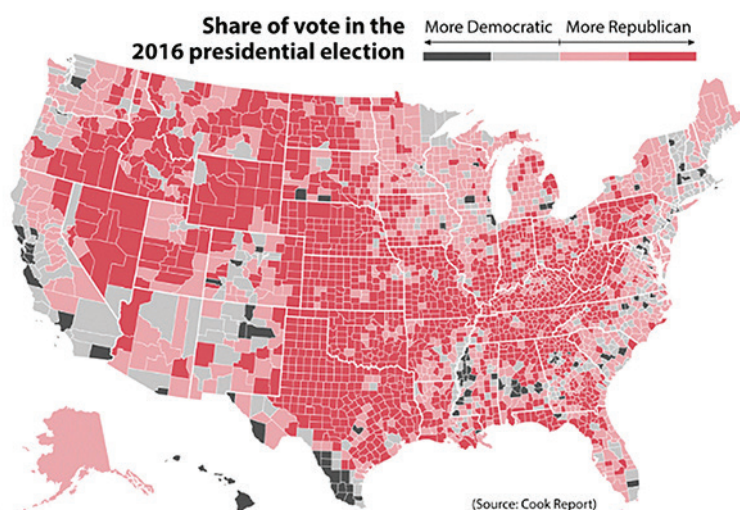 Share of vote in the
2016 presidential election
More Democratic More Republican
(Source: Cook Report)